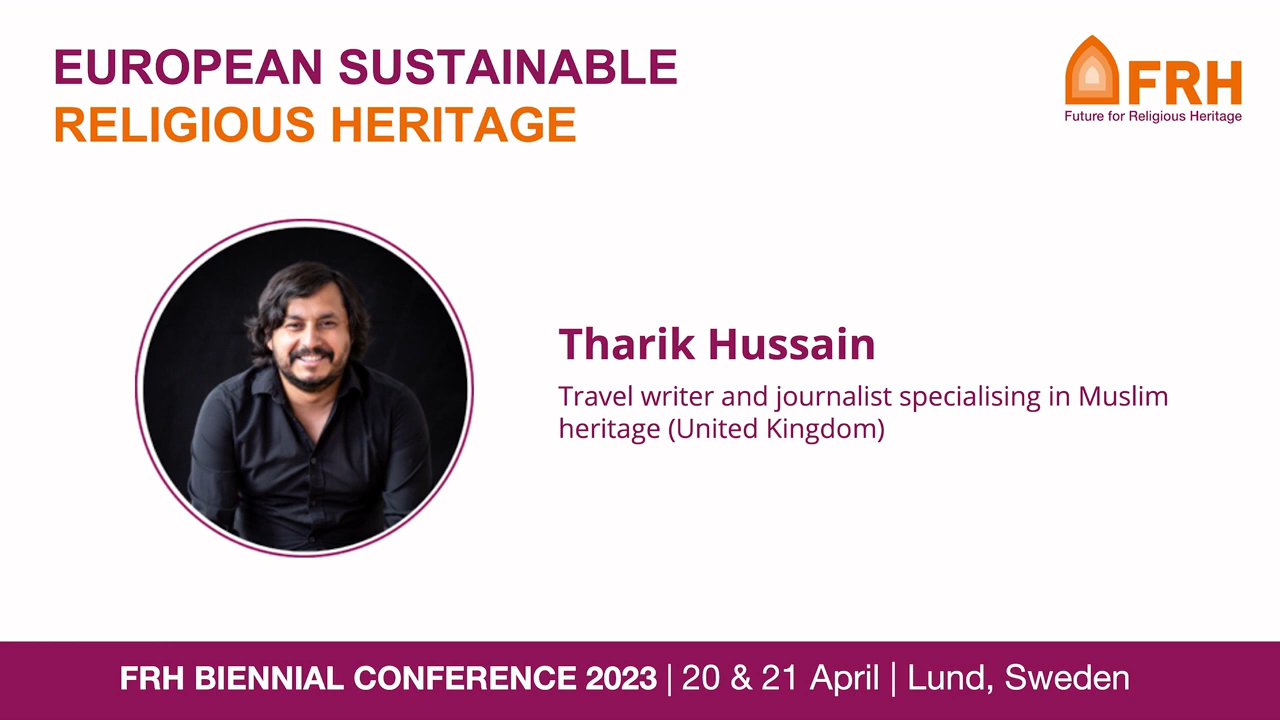 EUROPEAN SUSTAINABLE
RELIGIOUS HERITAGE
FRH
Future for Religious Heritage
Tharik Hussain
Travel writer and journalist specialising in Muslim
heritage (United Kingdom)
FRH BIENNIAL CONFERENCE 2023 | 20 & 21 April | Lund, Sweden